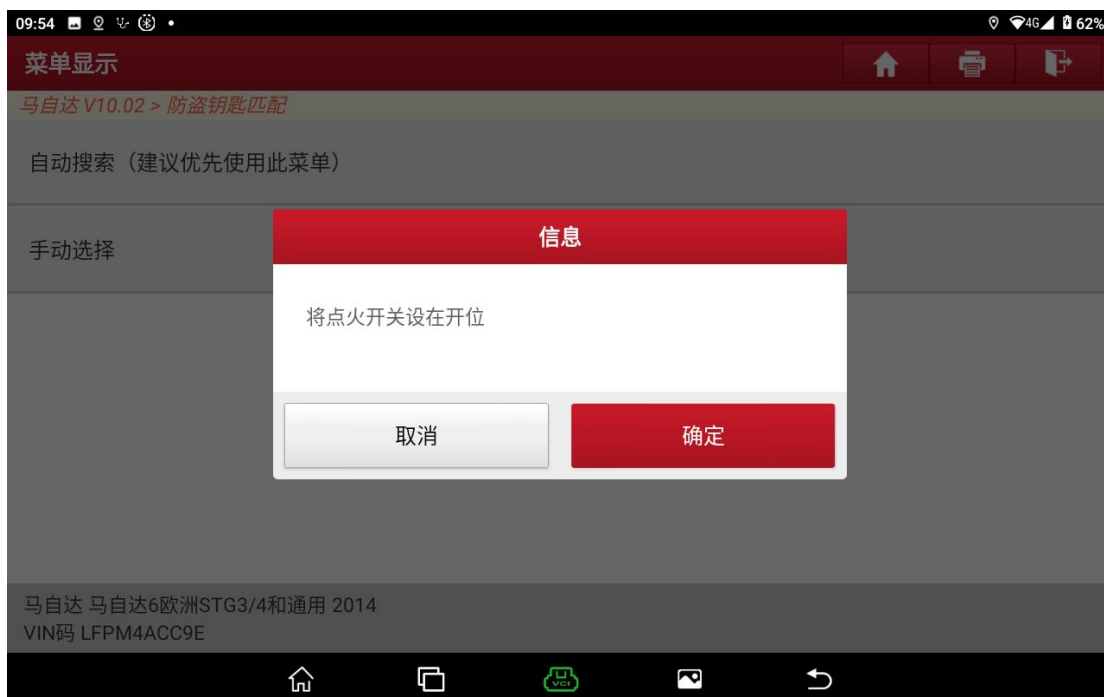 09:54
4G 62%
菜单显示
马自达 V10.02 > 防盗钥匙匹配
自动搜索（建议优先使用此菜单）
手动选择
信息
将点火开关设在开位
取消
确定
马自达 马自达6欧洲STG3/4和通用 2014
VIN码 LFPM4ACC9E
VCI